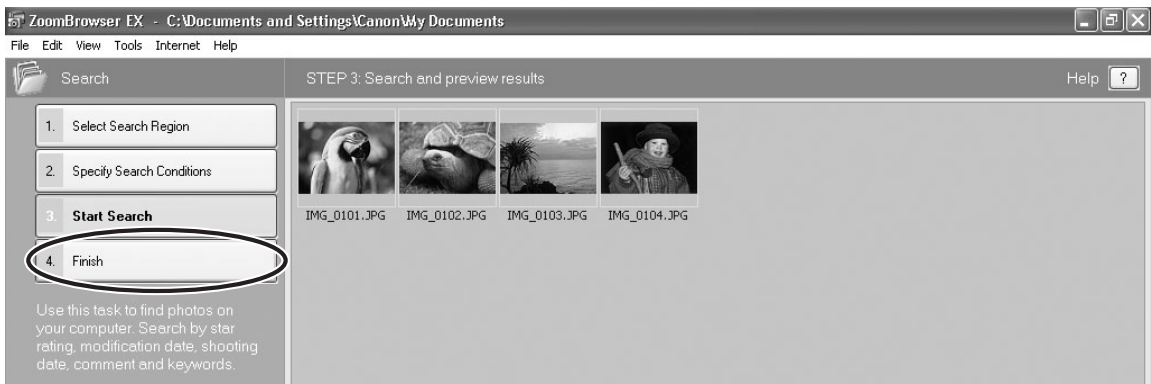 ZoomBrowser EX - C:\Documents and Settings\Canon\My Documents
File Edit View Tools Internet Help
Search
STEP 3: Search and preview results
Help ?
1. Select Search Region
2. Specify Search Conditions
3. Start Search
4. Finish
IMG_0101.JPG IMG_0102.JPG IMG_0103.JPG IMG_0104.JPG
Use this task to find photos on
your computer. Search by star
rating, modification date, shooting
date, comment and keywords.